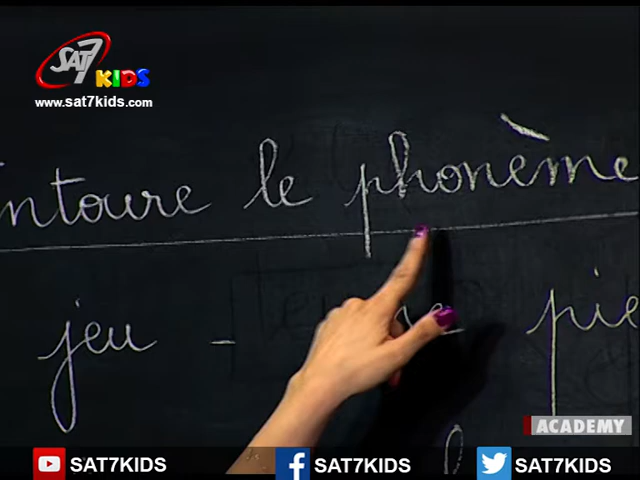 SAT7 KIDS
www.sat7kids.com
ntoure le phonème
jeu -
ACADEMY
SAT7KIDS SAT7KIDS SAT7KIDS